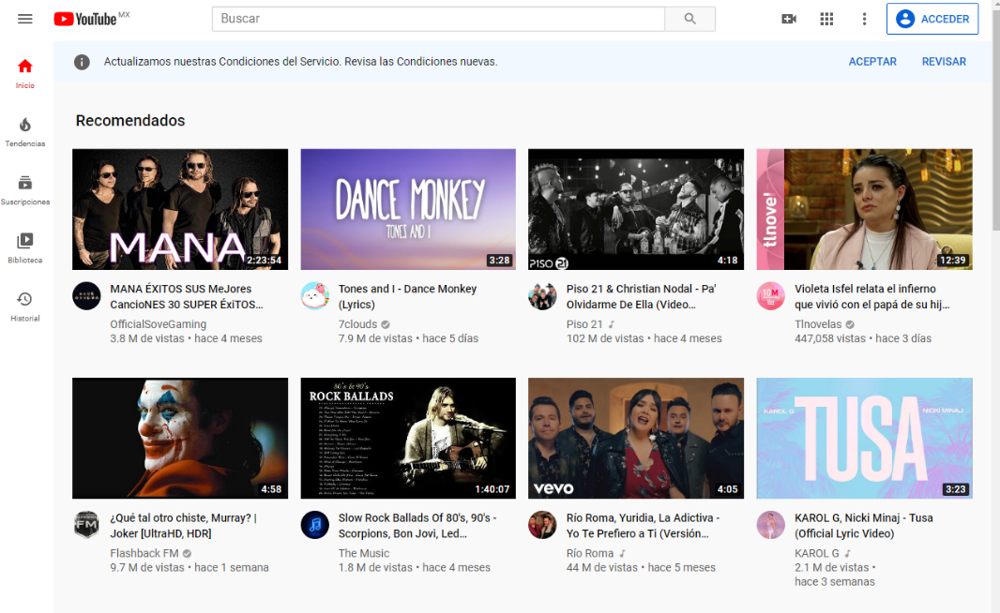 YouTube MX
Buscar
ACCEDER
Actualizamos nuestras Condiciones del Servicio. Revisa las Condiciones nuevas.
ACEPTAR
REVISAR
Inicio
Tendencias
Suscripciones
Biblioteca
Historial
Recomendados
MANA
2:23:54
DANCE MONKEY
TONES AND I
3:28
PISO 21
4:18
tlnovel
12:39
MANA ÉXITOS SUS MeJores
CancioNES 30 SUPER ÉxiTOS...
OfficialSoveGaming
3.8 M de vistas • hace 4 meses
Tones and I - Dance Monkey
(Lyrics)
7clouds
7.9 M de vistas • hace 5 días
Piso 21 & Christian Nodal - Pa'
Olvidarme De Ella (Video...
Piso 21
102 M de vistas • hace 4 meses
Violeta Isfel relata el infierno
que vivió con el papá de su hij...
Tlnovelas
447,058 vistas • hace 3 días
4:58
80's & 90's
ROCK BALLADS
1:40:07
vevo
4:05
KAROL G
NICKI MINAJ
TUSA
3:23
FM
¿Qué tal otro chiste, Murray? |
Joker [UltraHD, HDR]
Flashback FM
9.7 M de vistas • hace 1 semana
Slow Rock Ballads Of 80's, 90's -
Scorpions, Bon Jovi, Led...
The Music
1.8 M de vistas • hace 4 meses
Río Roma, Yuridia, La Adictiva -
Yo Te Prefiero a Ti (Versión...
Río Roma
44 M de vistas • hace 5 meses
KAROL G, Nicki Minaj - Tusa
(Official Lyric Video)
KAROL G
2.1 M de vistas •
hace 3 semanas